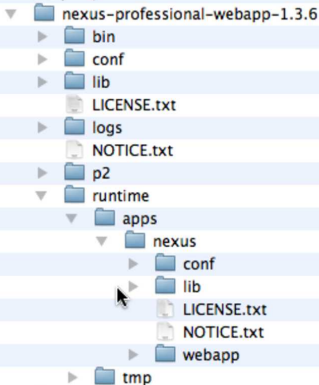 nexus-professional-webapp-1.3.6
bin
conf
lib
LICENSE.txt
logs
NOTICE.txt
p2
runtime
apps
nexus
conf
lib
LICENSE.txt
NOTICE.txt
webapp
tmp